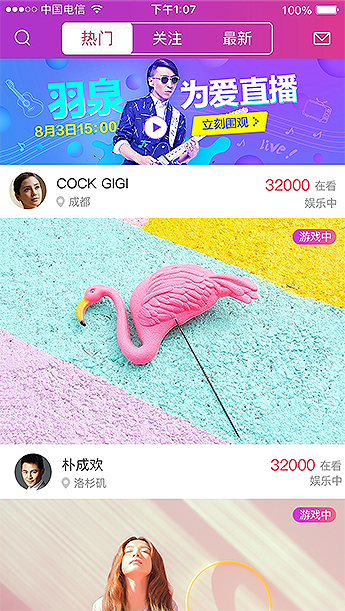 中国电信 下午1:07 100%
热门 关注 最新
羽泉 为爱直播
8月3日15:00 立刻围观
live!
COCK GIGI 32000 在看
成都 娱乐中
游戏中
朴成欢 32000 在看
洛杉矶 娱乐中
游戏中